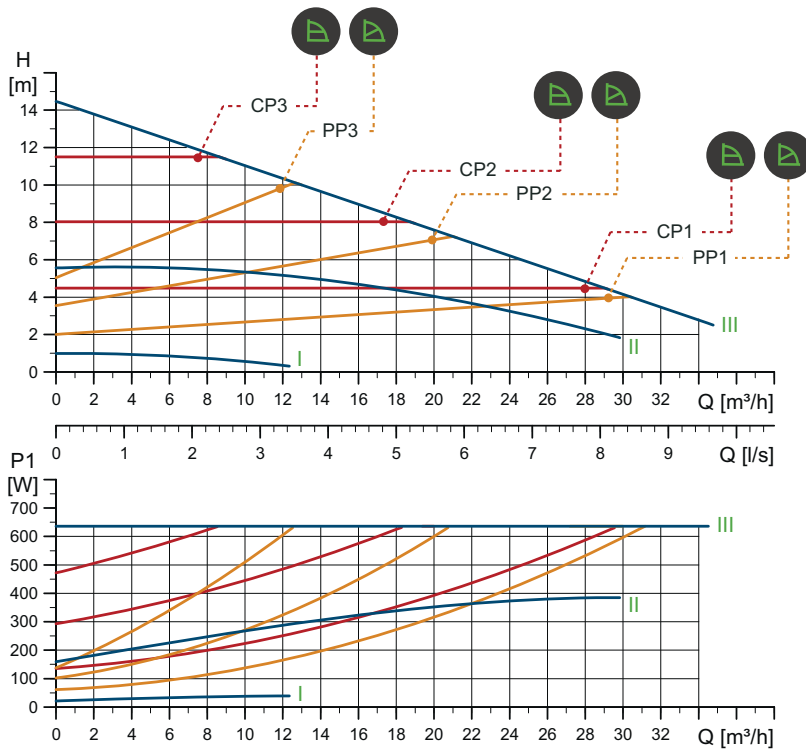 H
[m]
14
12
10
8
6
4
2
0
CP3
PP3
CP2
PP2
CP1
PP1
III
II
I
0 2 4 6 8 10 12 14 16 18 20 22 24 26 28 30 32 Q [m³/h]
0 1 2 3 4 5 6 7 8 9 Q [l/s]
P1
[W]
700
600
500
400
300
200
100
0
III
II
I
0 2 4 6 8 10 12 14 16 18 20 22 24 26 28 30 32 Q [m³/h]